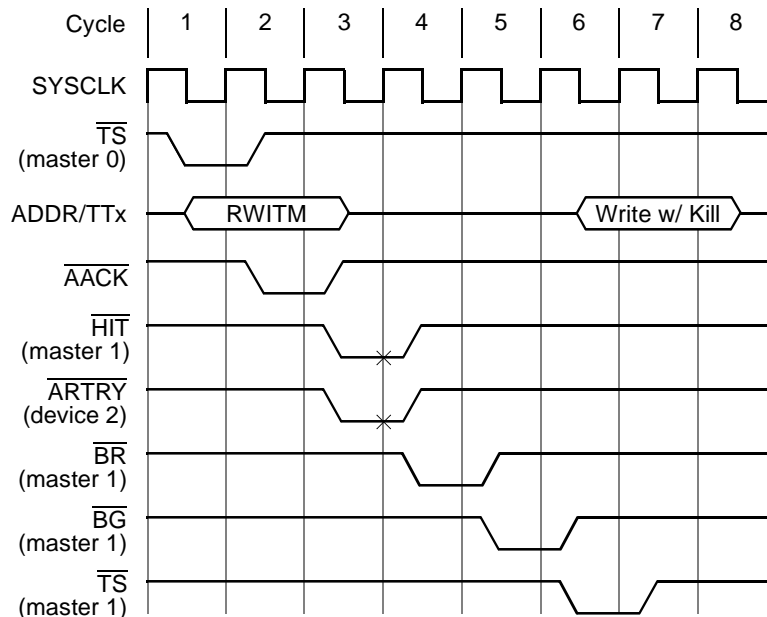 Cycle 1 2 3 4 5 6 7 8
SYSCLK
TS
(master 0)
ADDR/TTx RWITM Write w/ Kill
AACK
HIT
(master 1)
ARTRY
(device 2)
BR
(master 1)
BG
(master 1)
TS
(master 1)